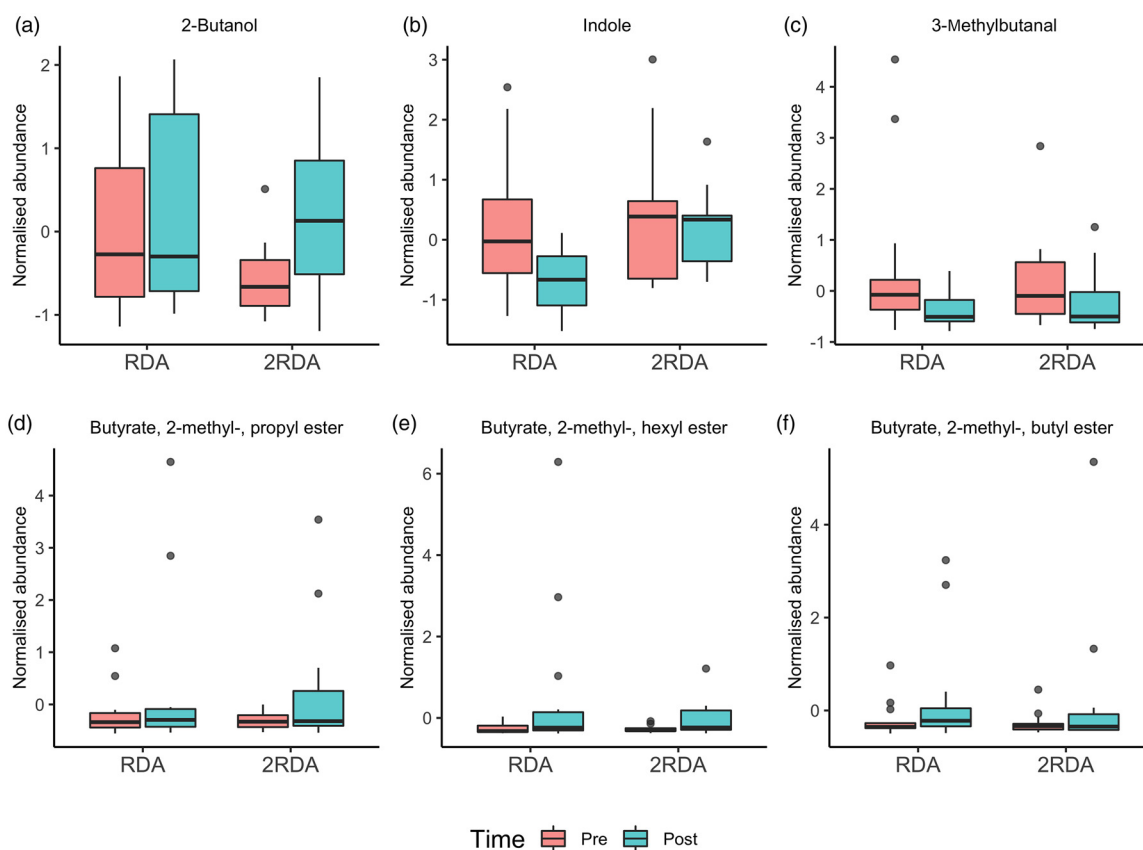 (a) 2-Butanol
Normalised abundance
2
1
0
-1
RDA 2RDA
(b) Indole
Normalised abundance
3
2
1
0
-1
RDA 2RDA
(c) 3-Methylbutanal
Normalised abundance
4
3
2
1
0
-1
RDA 2RDA
(d) Butyrate, 2-methyl-, propyl ester
Normalised abundance
4
3
2
1
0
RDA 2RDA
(e) Butyrate, 2-methyl-, hexyl ester
Normalised abundance
6
4
2
0
RDA 2RDA
(f) Butyrate, 2-methyl-, butyl ester
Normalised abundance
4
2
0
RDA 2RDA
Time Pre Post